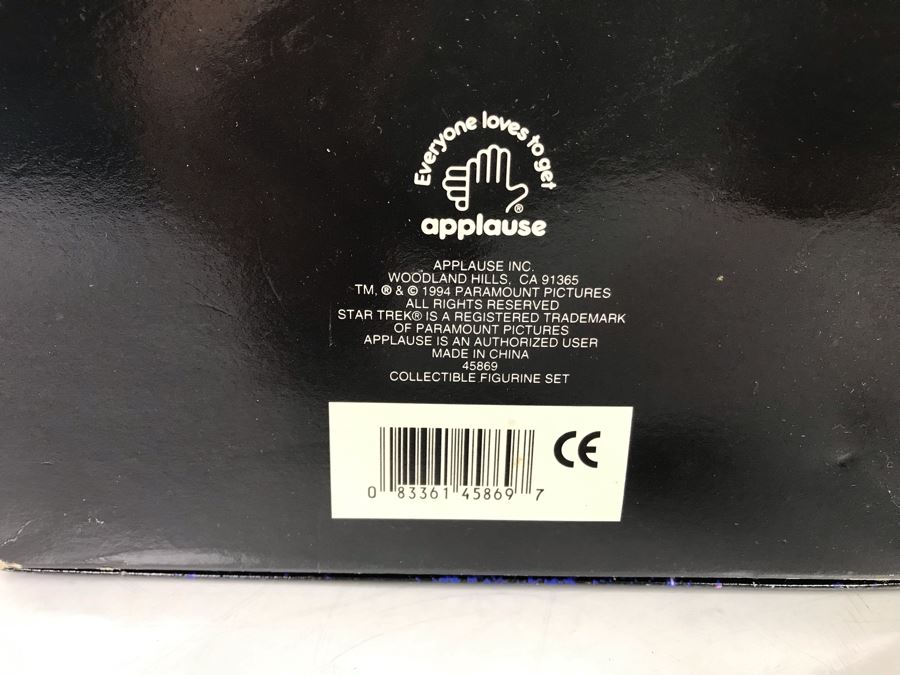 Everyone loves to get
applause®
APPLAUSE INC.
WOODLAND HILLS, CA 91365
TM, ® & © 1994 PARAMOUNT PICTURES
ALL RIGHTS RESERVED
STAR TREK® IS A REGISTERED TRADEMARK
OF PARAMOUNT PICTURES
APPLAUSE IS AN AUTHORIZED USER
MADE IN CHINA
45869
COLLECTIBLE FIGURINE SET
CE
0 83361 45869 7